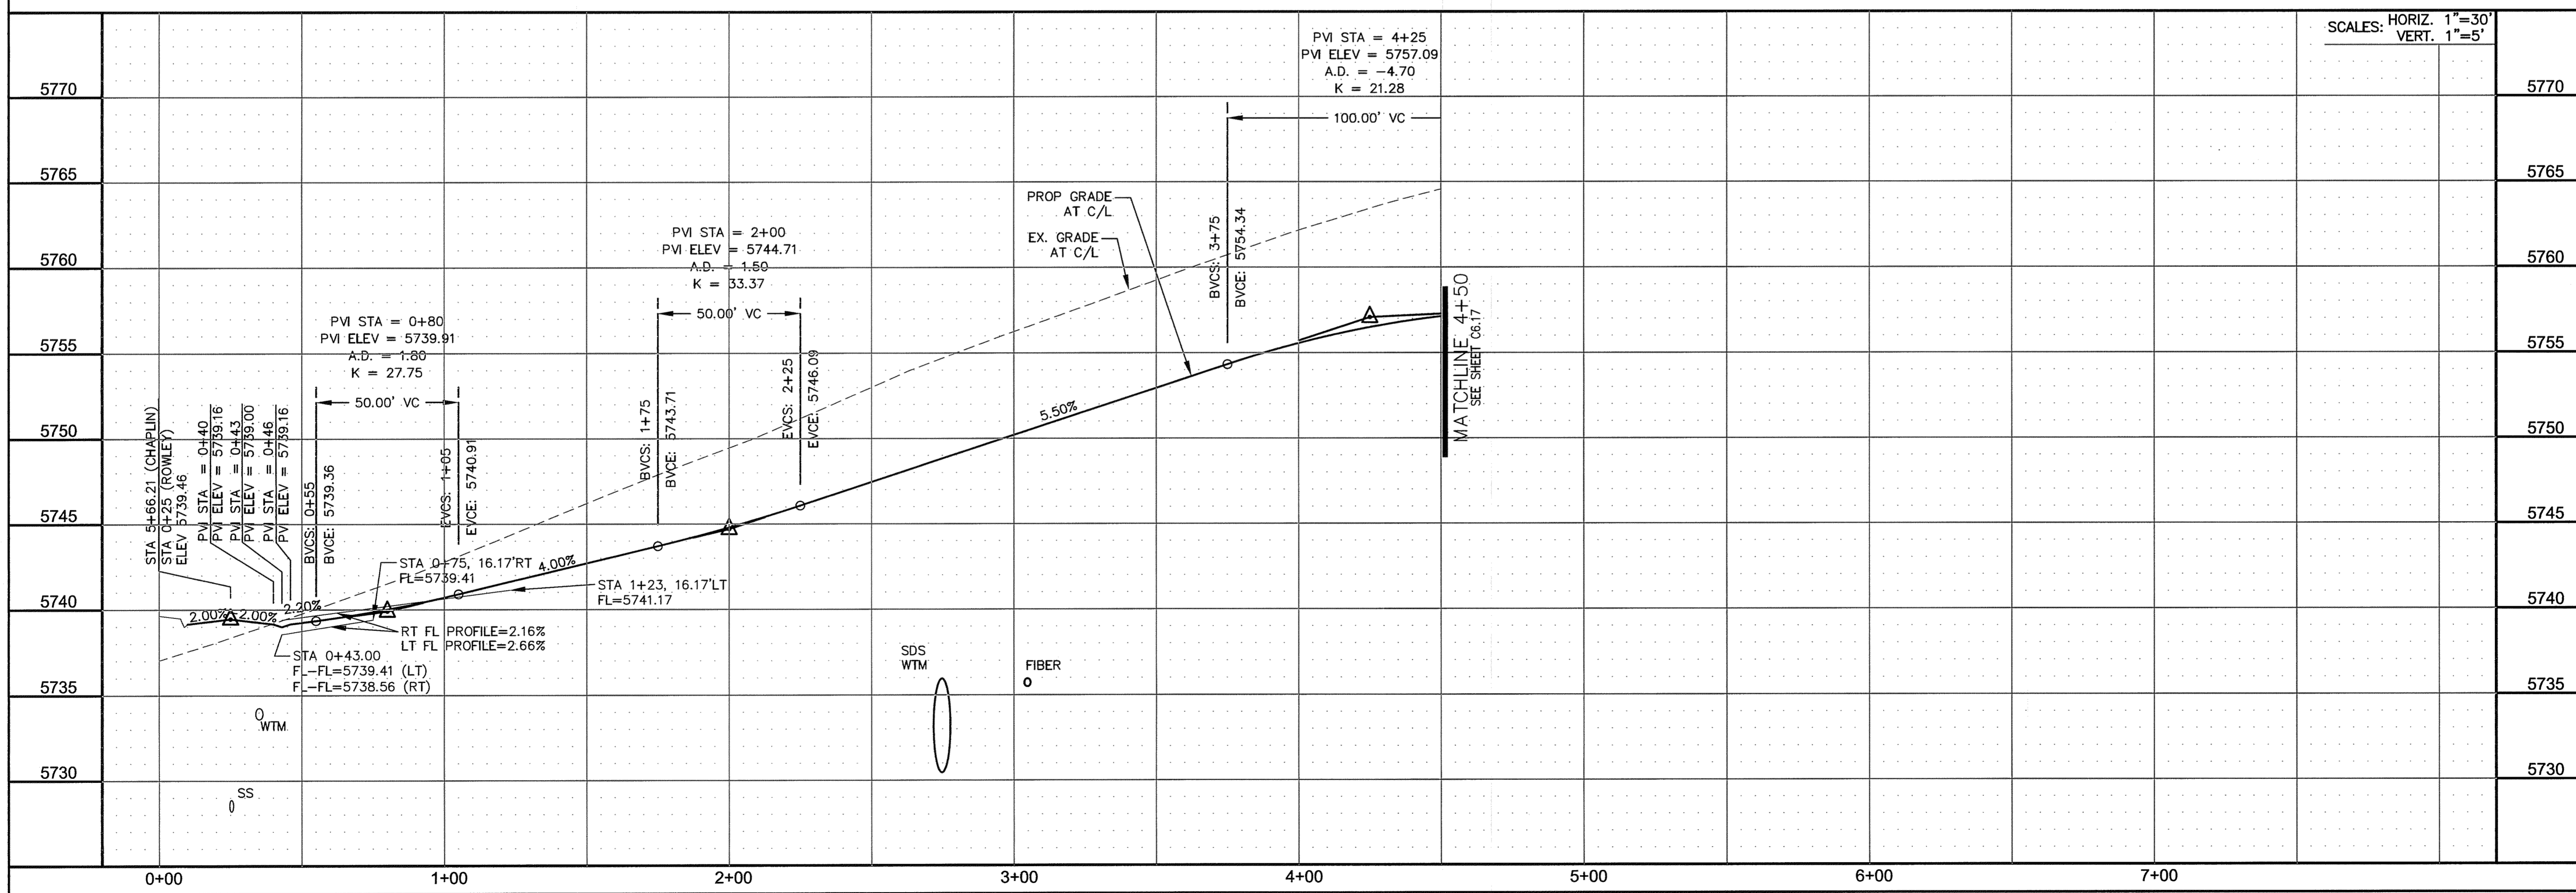 SCALES: HORIZ. 1"=30'
VERT. 1"=5'
PVI STA = 4+25
PVI ELEV = 5757.09
A.D. = -4.70
K = 21.28
100.00' VC
5770
5770
5765
5765
PROP GRADE
AT C/L
EX. GRADE
AT C/L
BVCS: 3+75
BVCE: 5754.34
PVI STA = 2+00
PVI ELEV = 5744.71
A.D. = 1.50
K = 33.37
50.00' VC
5760
5760
MATCHLINE 4+50
SEE SHEET C6.17
PVI STA = 0+80
PVI ELEV = 5739.91
A.D. = 1.80
K = 27.75
50.00' VC
5755
5755
BVCS: 1+75
BVCE: 5743.71
EVCS: 2+25
EVCE: 5746.09
5.50%
5750
5750
STA 5+66.21 (CHAPLIN)
STA 0+25 (ROWLEY)
ELEV 5739.46
PVI STA = 0+40
PVI ELEV = 5739.16
PVI STA = 0+43
PVI ELEV = 5739.00
PVI STA = 0+46
PVI ELEV = 5739.16
BVCS: 0+55
BVCE: 5739.36
EVCS: 1+05
EVCE: 5740.91
5745
5745
STA 0+75, 16.17'RT
FL=5739.41
4.00%
STA 1+23, 16.17'LT
FL=5741.17
5740
5740
2.00%
2.00%
2.20%
RT FL PROFILE=2.16%
LT FL PROFILE=2.66%
STA 0+43.00
FL-FL=5739.41 (LT)
FL-FL=5738.56 (RT)
SDS
WTM
FIBER
5735
5735
WTM
5730
5730
SS
0+00
1+00
2+00
3+00
4+00
5+00
6+00
7+00